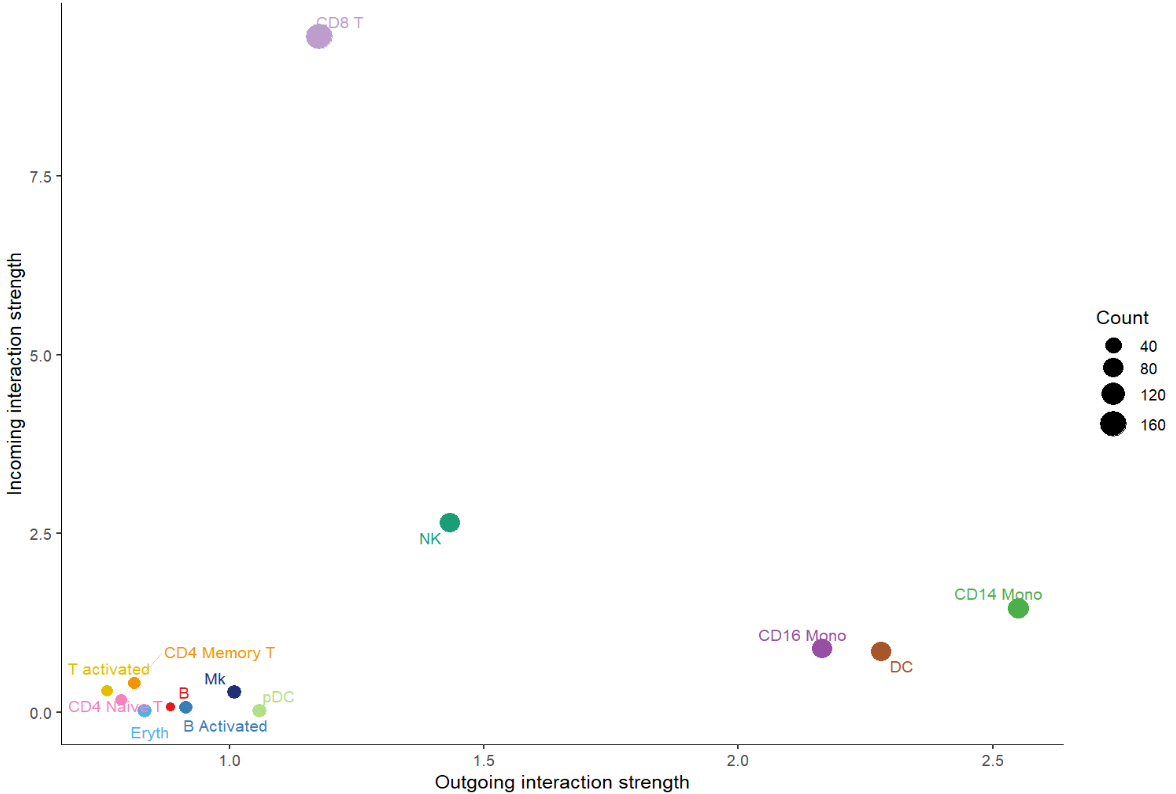 CD8 T
7.5
5.0
2.5
0.0
Incoming interaction strength
NK
CD14 Mono
CD16 Mono
DC
CD4 Memory T
T activated
Mk
B
pDC
CD4 Naive T
B Activated
Eryth
1.0
1.5
2.0
2.5
Outgoing interaction strength
Count
40
80
120
160